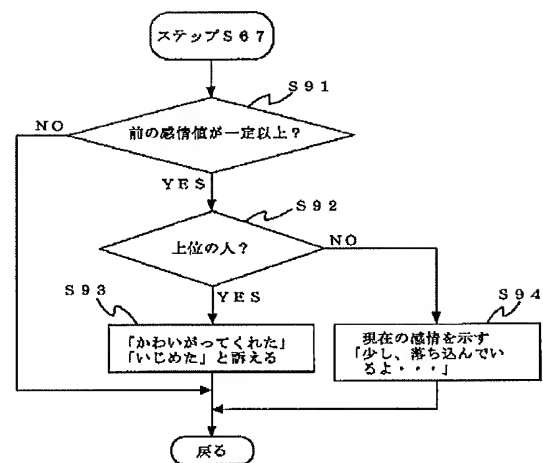 ステップS67
S91
前の感情値が一定以上?
NO
YES
S92
上位の人?
NO
YES
S93
「かわいがってくれた」
「いじめた」と訴える
S94
現在の感情を示す
「少し、落ち込んでい
るよ・・・」
戻る